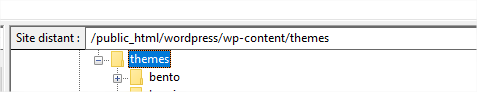 Site distant : /public_html/wordpress/wp-content/themes
themes
bento